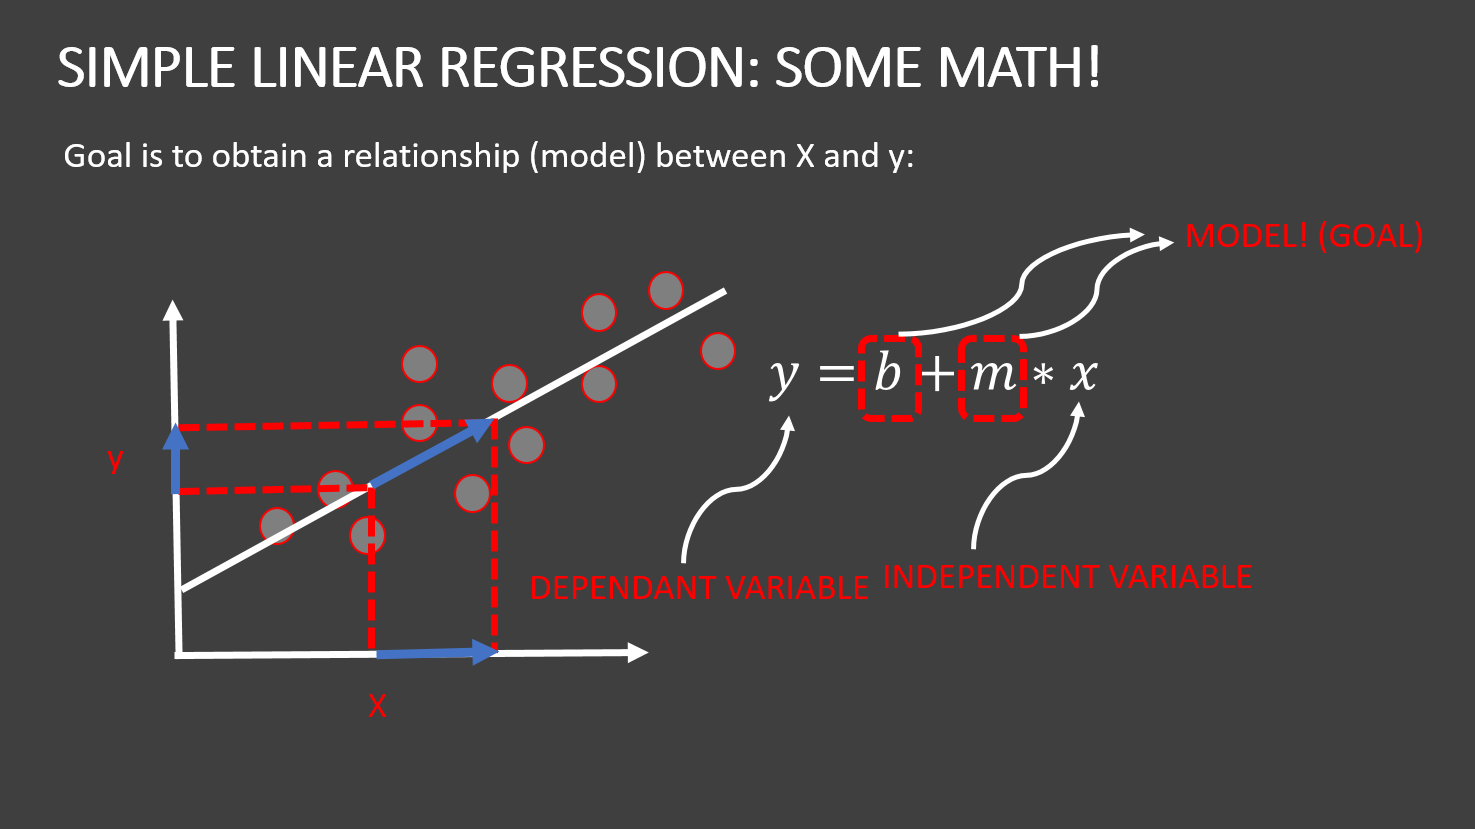 SIMPLE LINEAR REGRESSION: SOME MATH!
Goal is to obtain a relationship (model) between X and y:
MODEL! (GOAL)
y = b + m * x
y
DEPENDANT VARIABLE
INDEPENDENT VARIABLE
X